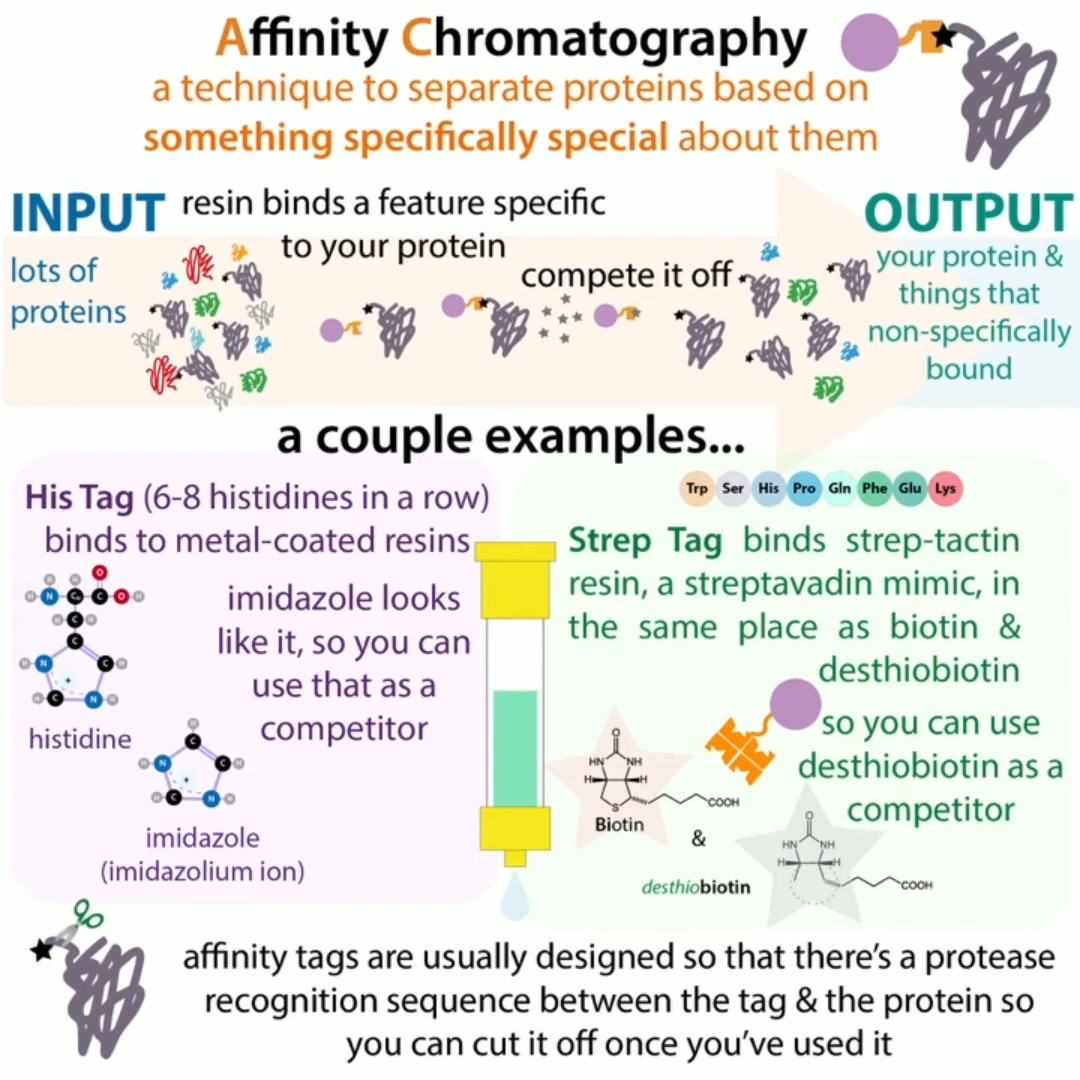 Affinity Chromatography
a technique to separate proteins based on
something specifically special about them
INPUT
lots of
proteins
resin binds a feature specific
to your protein
compete it off
OUTPUT
your protein &
things that
non-specifically
bound
a couple examples...
His Tag (6-8 histidines in a row)
binds to metal-coated resins
imidazole looks
like it, so you can
use that as a
competitor
H N H H C O C O H
H C H
C
N C H
H C N H
+
histidine
H
C
H N C H
H C N H
+
imidazole
(imidazolium ion)
Trp Ser His Pro Gln Phe Glu Lys
Strep Tag binds strep-tactin
resin, a streptavadin mimic, in
the same place as biotin &
desthiobiotin
so you can use
desthiobiotin as a
competitor
O
HN NH
H H
S COOH
Biotin
&
O
HN NH
H H
COOH
desthiobiotin
affinity tags are usually designed so that there's a protease
recognition sequence between the tag & the protein so
you can cut it off once you've used it